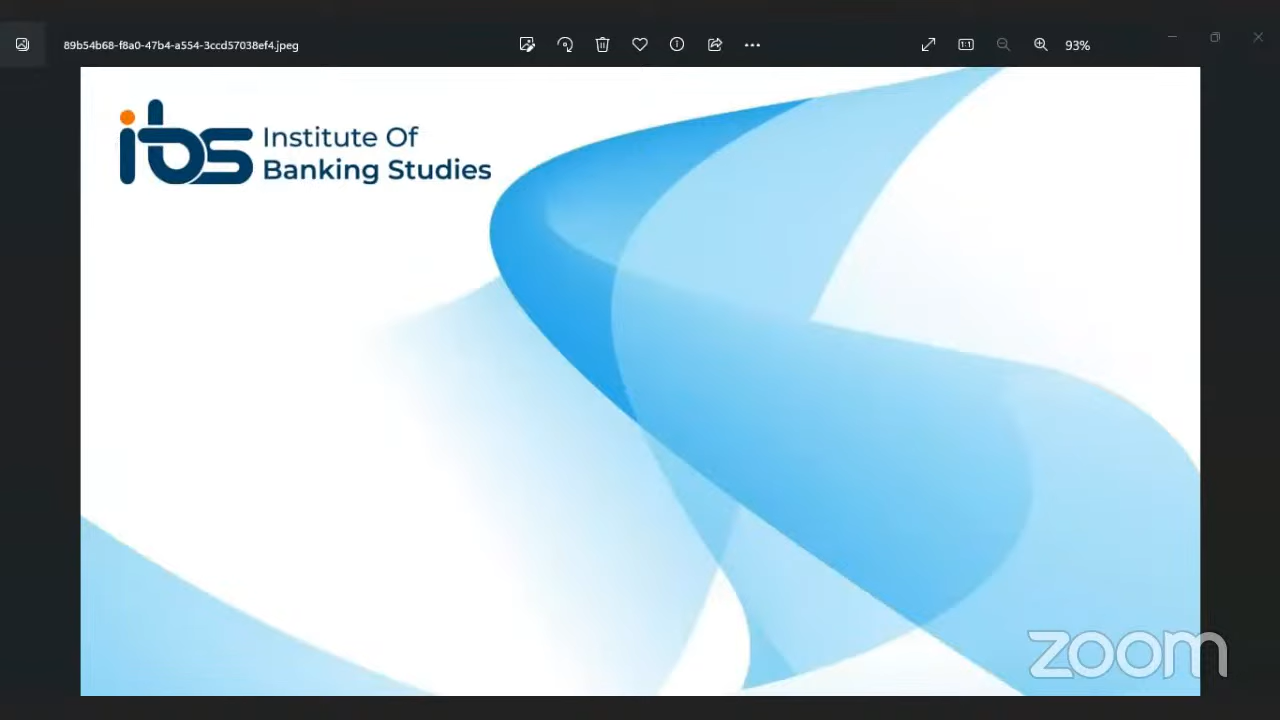 89b54b68-f8a0-47b4-a554-3ccd57038ef4.jpeg
93%
ibs
Institute Of
Banking Studies
zoom